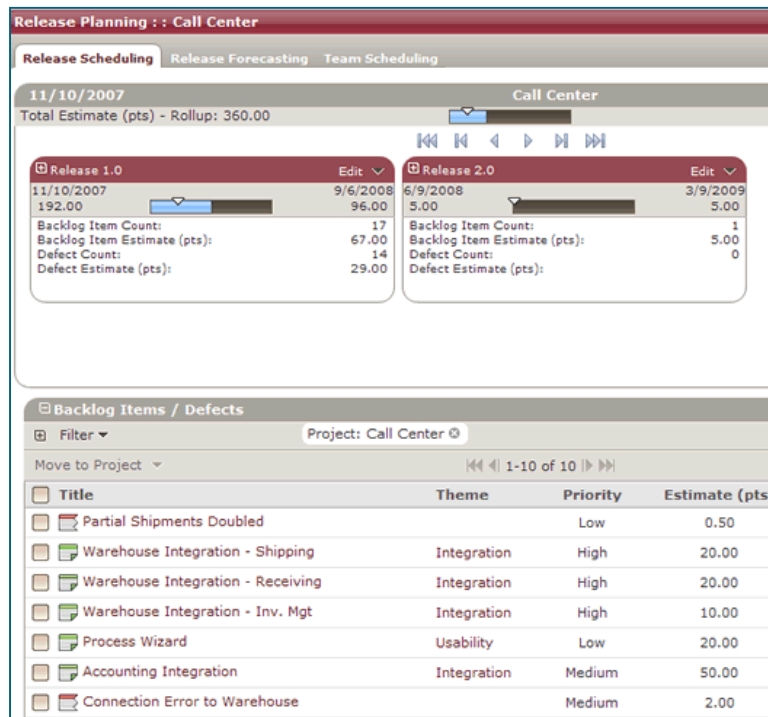 Release Planning : : Call Center
Release Scheduling Release Forecasting Team Scheduling
11/10/2007 Call Center
Total Estimate (pts) - Rollup: 360.00
Release 1.0 Edit
11/10/2007 9/6/2008
192.00 96.00
Backlog Item Count: 17
Backlog Item Estimate (pts): 67.00
Defect Count: 14
Defect Estimate (pts): 29.00
Release 2.0 Edit
6/9/2008 3/9/2009
5.00 5.00
Backlog Item Count: 1
Backlog Item Estimate (pts): 5.00
Defect Count: 0
Defect Estimate (pts):
Backlog Items / Defects
Filter Project: Call Center
Move to Project 1-10 of 10
Title Theme Priority Estimate (pts
Partial Shipments Doubled Low 0.50
Warehouse Integration - Shipping Integration High 20.00
Warehouse Integration - Receiving Integration High 20.00
Warehouse Integration - Inv. Mgt Integration High 10.00
Process Wizard Usability Low 20.00
Accounting Integration Integration Medium 50.00
Connection Error to Warehouse Medium 2.00